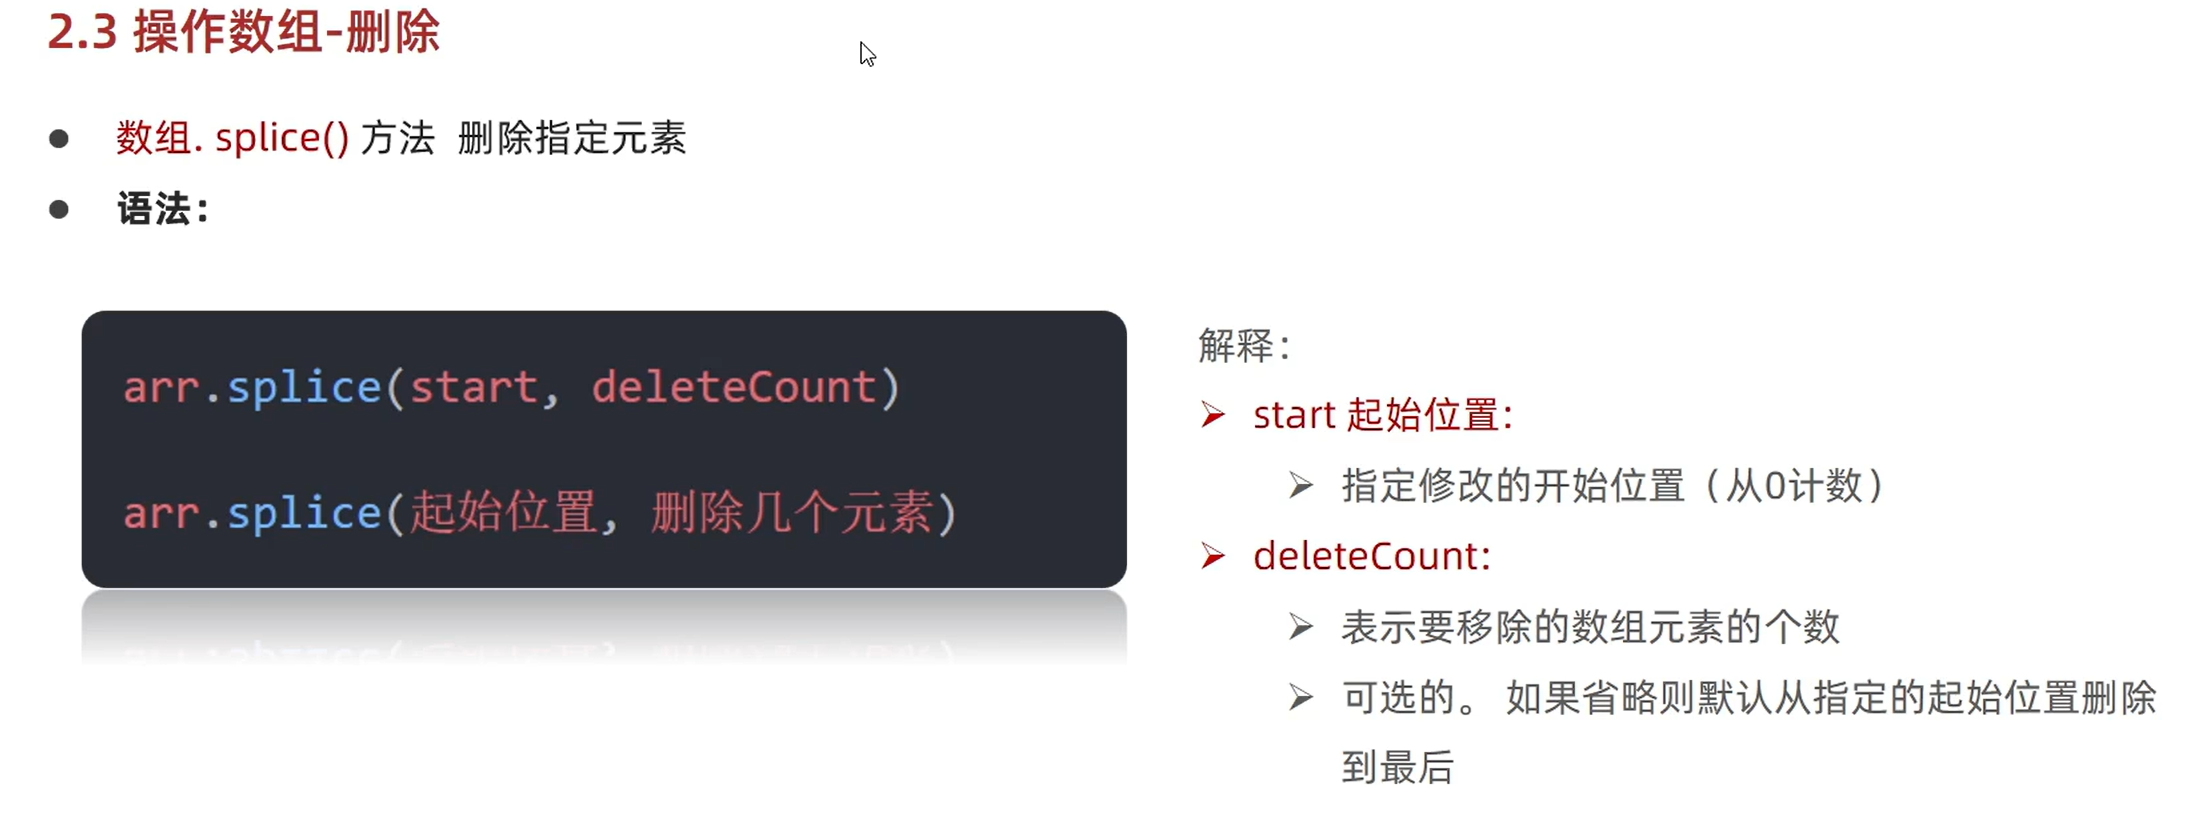 2.3 操作数组-删除
数组. splice() 方法 删除指定元素
语法：
arr.splice(start, deleteCount)
arr.splice(起始位置, 删除几个元素)
解释：
start 起始位置:
指定修改的开始位置（从0计数）
deleteCount:
表示要移除的数组元素的个数
可选的。 如果省略则默认从指定的起始位置删除
到最后